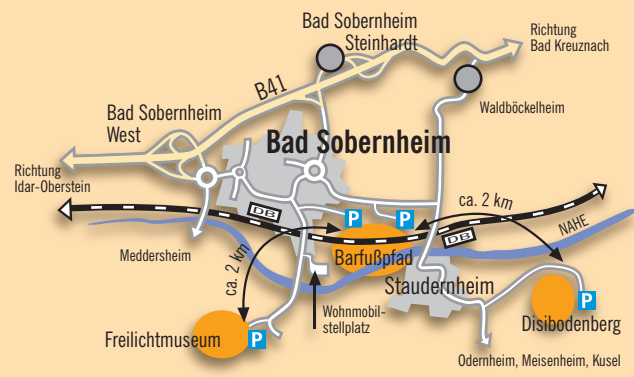 Bad Sobernheim
Steinhardt
Richtung
Bad Kreuznach
B41
Waldböckelheim
Bad Sobernheim
West
Bad Sobernheim
Richtung
Idar-Oberstein
ca. 2 km
P
P
DB
DB
NAHE
Meddersheim
Barfußpfad
ca. 2 km
Staudernheim
Wohnmobil-
stellplatz
P
Disibodenberg
Freilichtmuseum
P
Odernheim, Meisenheim, Kusel